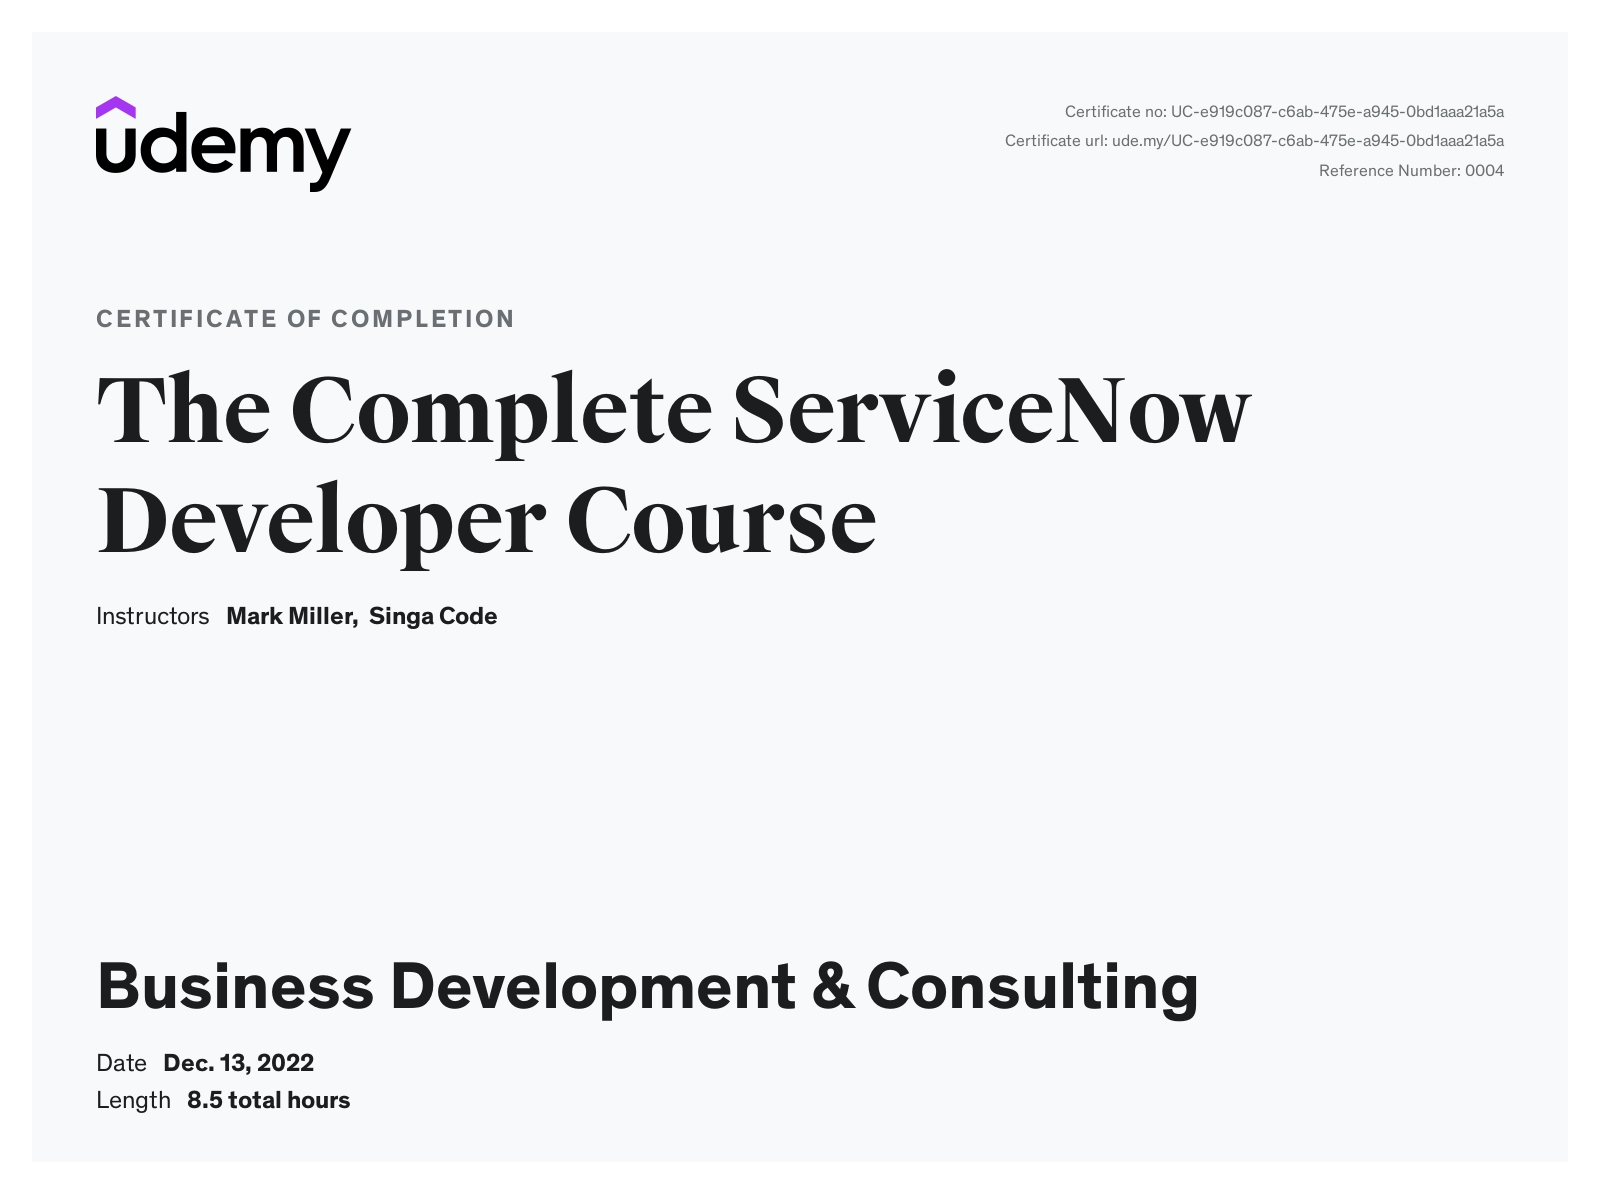 udemy
Certificate no: UC-e919c087-c6ab-475e-a945-0bd1aaa21a5a
Certificate url: ude.my/UC-e919c087-c6ab-475e-a945-0bd1aaa21a5a
Reference Number: 0004
CERTIFICATE OF COMPLETION
The Complete ServiceNow
Developer Course
Instructors Mark Miller, Singa Code
Business Development & Consulting
Date Dec. 13, 2022
Length 8.5 total hours